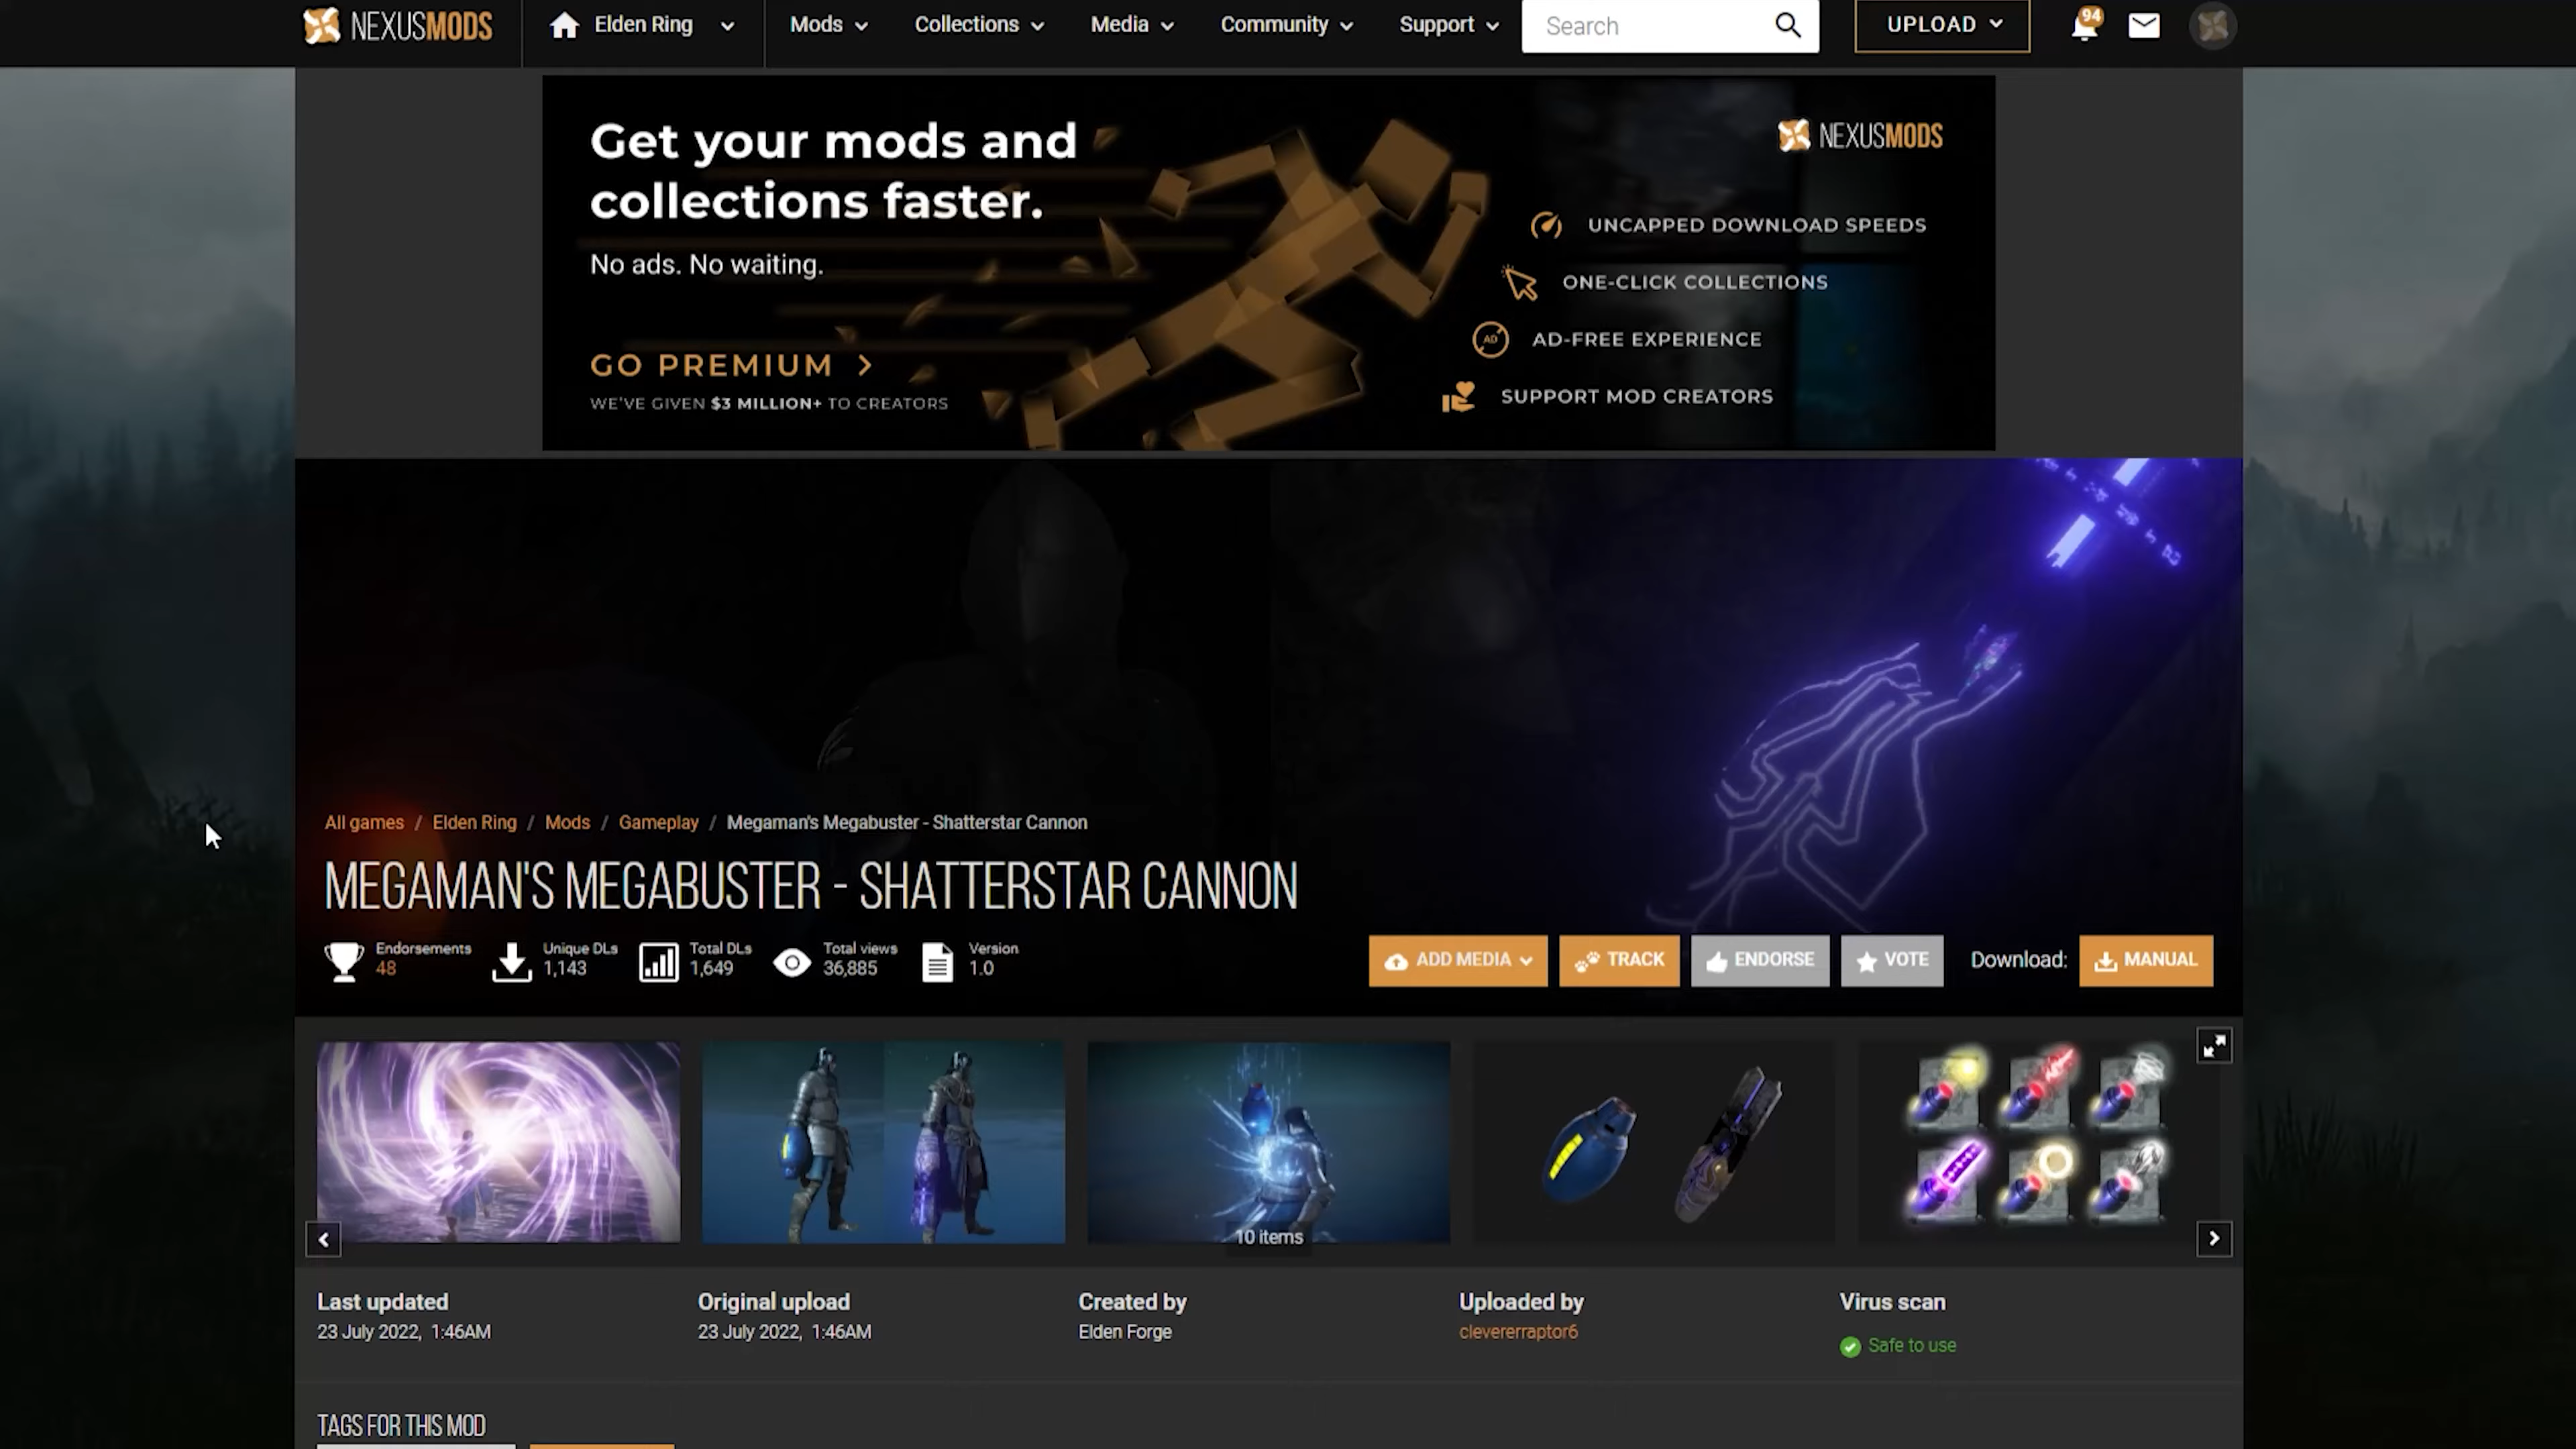 NEXUSMODS
Elden Ring
Mods
Collections
Media
Community
Support
Search
UPLOAD
94
Get your mods and
collections faster.
No ads. No waiting.
GO PREMIUM >
WE'VE GIVEN $3 MILLION+ TO CREATORS
NEXUSMODS
UNCAPPED DOWNLOAD SPEEDS
ONE-CLICK COLLECTIONS
AD
AD-FREE EXPERIENCE
SUPPORT MOD CREATORS
All games / Elden Ring / Mods / Gameplay / Megaman's Megabuster - Shatterstar Cannon
MEGAMAN'S MEGABUSTER - SHATTERSTAR CANNON
Endorsements
48
Unique DLs
1,143
Total DLs
1,649
Total views
36,885
Version
1.0
ADD MEDIA
TRACK
ENDORSE
VOTE
Download:
MANUAL
10 items
Last updated
23 July 2022, 1:46AM
Original upload
23 July 2022, 1:46AM
Created by
Elden Forge
Uploaded by
clevererraptor6
Virus scan
Safe to use
TAGS FOR THIS MOD